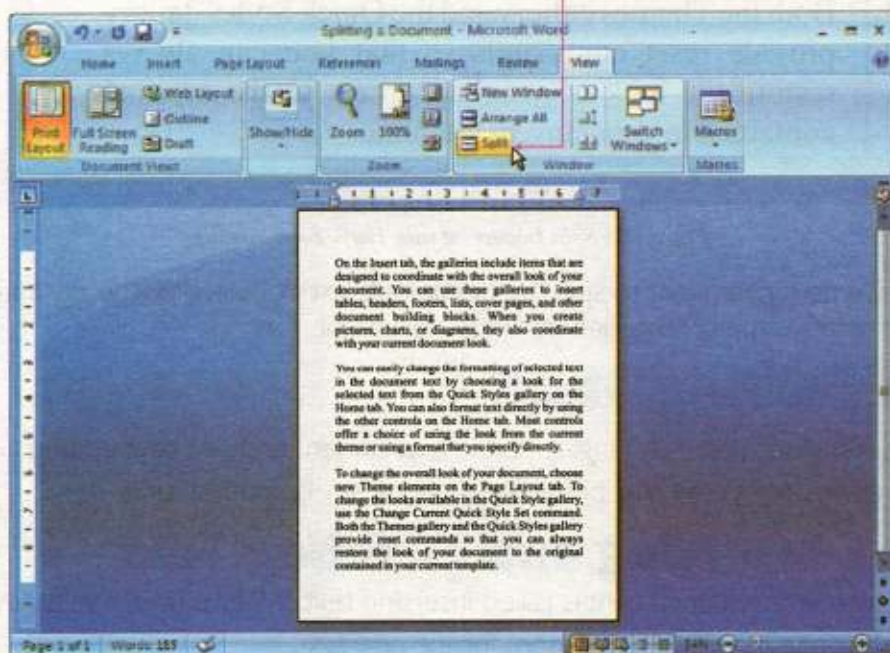 Splitting a Document - Microsoft Word
Home Insert Page Layout References Mailings Review View
Print Layout
Full Screen Reading
Web Layout
Outline
Draft
Document Views
Show/Hide
Zoom 100%
Zoom
New Window
Arrange All
Split
Switch Windows
Window
Macros
Macros
1 2 3 4 5 6 7
On the Insert tab, the galleries include items that are
designed to coordinate with the overall look of your
document. You can use these galleries to insert
tables, headers, footers, lists, cover pages, and other
document building blocks. When you create
pictures, charts, or diagrams, they also coordinate
with your current document look.
You can easily change the formatting of selected text
in the document text by choosing a look for the
selected text from the Quick Styles gallery on the
Home tab. You can also format text directly by using
the other controls on the Home tab. Most controls
offer a choice of using the look from the current
theme or using a format that you specify directly.
To change the overall look of your document, choose
new Theme elements on the Page Layout tab. To
change the looks available in the Quick Style gallery,
use the Change Current Quick Style Set command.
Both the Themes gallery and the Quick Styles gallery
provide reset commands so that you can always
restore the look of your document to the original
contained in your current template.
Page 1 of 1 Words: 185